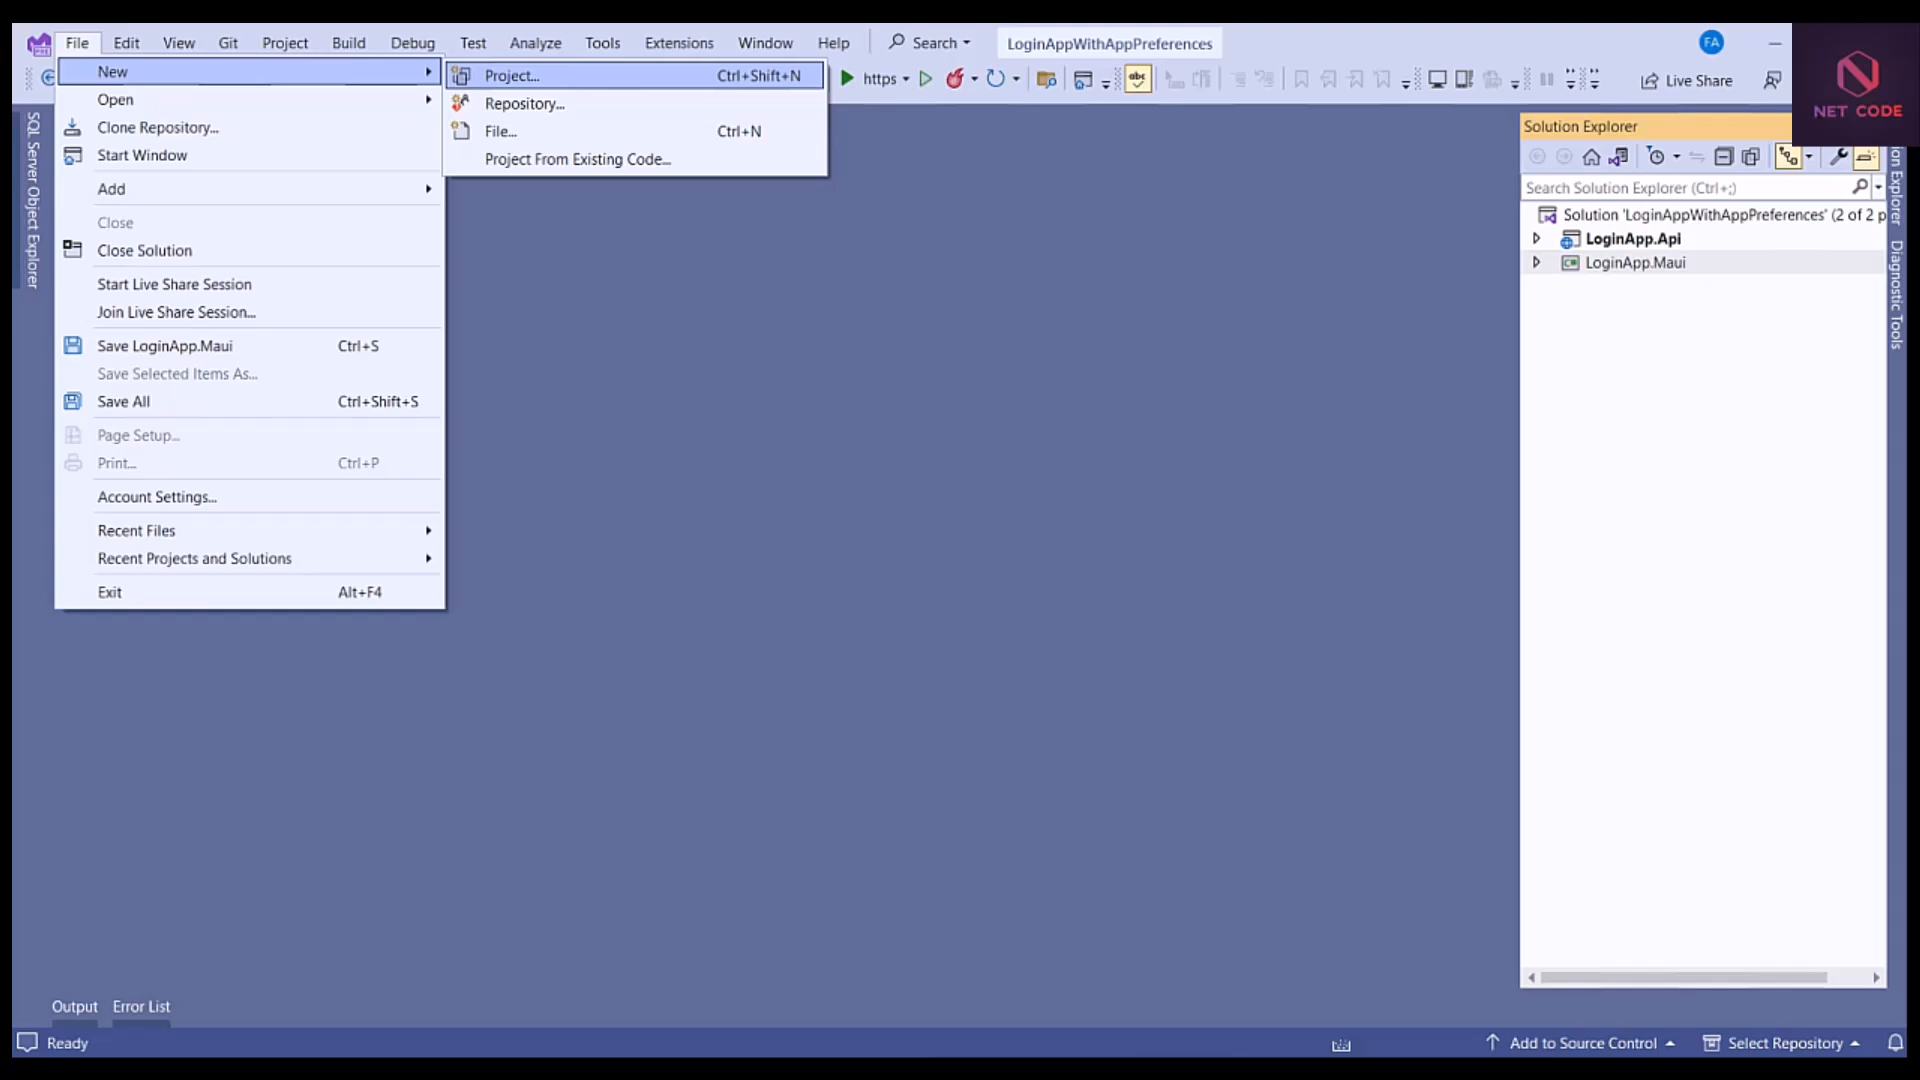 File Edit View Git Project Build Debug Test Analyze Tools Extensions Window Help Search LoginAppWithAppPreferences FA
https Live Share
NET CODE
New
Open
Clone Repository...
Start Window
Add
Close
Close Solution
Start Live Share Session
Join Live Share Session...
Save LoginApp.Maui Ctrl+S
Save Selected Items As...
Save All Ctrl+Shift+S
Page Setup...
Print... Ctrl+P
Account Settings...
Recent Files
Recent Projects and Solutions
Exit Alt+F4
Project... Ctrl+Shift+N
Repository...
File... Ctrl+N
Project From Existing Code...
SQL Server Object Explorer
Solution Explorer
Search Solution Explorer (Ctrl+;)
Solution 'LoginAppWithAppPreferences' (2 of 2 p
LoginApp.Api
LoginApp.Maui
ion Explorer
Diagnostic Tools
Output Error List
Ready Add to Source Control Select Repository